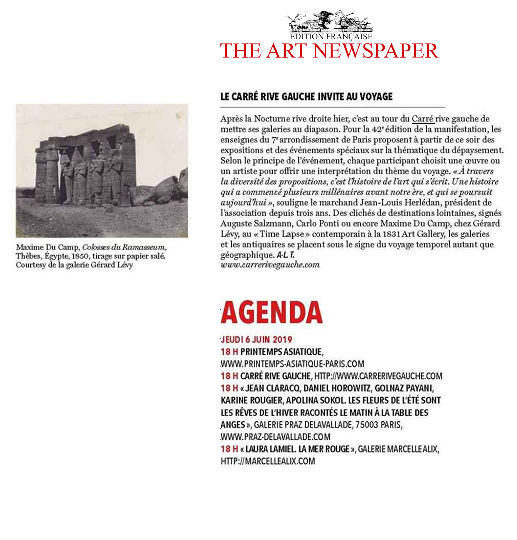 EDITION FRANÇAISE
THE ART NEWSPAPER
LE CARRÉ RIVE GAUCHE INVITE AU VOYAGE
Après la Nocturne rive droite hier, c'est au tour du Carré rive gauche de
mettre ses galeries au diapason. Pour la 42e édition de la manifestation, les
enseignes du 7e arrondissement de Paris proposent à partir de ce soir des
expositions et des événements spéciaux sur la thématique du dépaysement.
Selon le principe de l'événement, chaque participant choisit une œuvre ou
un artiste pour offrir une interprétation du thème du voyage. « À travers
la diversité des propositions, c'est l'histoire de l'art qui s'écrit. Une histoire
qui a commencé plusieurs millénaires avant notre ère, et qui se poursuit
aujourd'hui », souligne le marchand Jean-Louis Herlédan, président de
l'association depuis trois ans. Des clichés de destinations lointaines, signés
Auguste Salzmann, Carlo Ponti ou encore Maxime Du Camp, chez Gérard
Lévy, au « Time Lapse » contemporain à la 1831 Art Gallery, les galeries
et les antiquaires se placent sous le signe du voyage temporel autant que
géographique. A-L T.
www.carrerivegauche.com
Maxime Du Camp, Colosses du Ramasseum,
Thèbes, Égypte, 1850, tirage sur papier salé.
Courtesy de la galerie Gérard Lévy
AGENDA
JEUDI 6 JUIN 2019
18 H PRINTEMPS ASIATIQUE,
WWW.PRINTEMPS-ASIATIQUE-PARIS.COM
18 H CARRÉ RIVE GAUCHE, HTTP://WWW.CARRERIVEGAUCHE.COM
18 H « JEAN CLARACQ, DANIEL HOROWITZ, GOLNAZ PAYANI,
KARINE ROUGIER, APOLINA SOKOL. LES FLEURS DE L'ÉTÉ SONT
LES RÊVES DE L'HIVER RACONTÉS LE MATIN À LA TABLE DES
ANGES », GALERIE PRAZ DELAVALLADE, 75003 PARIS,
WWW.PRAZ-DELAVALLADE.COM
18 H « LAURA LAMIEL. LA MER ROUGE », GALERIE MARCELLE ALIX,
HTTP://MARCELLEALIX.COM